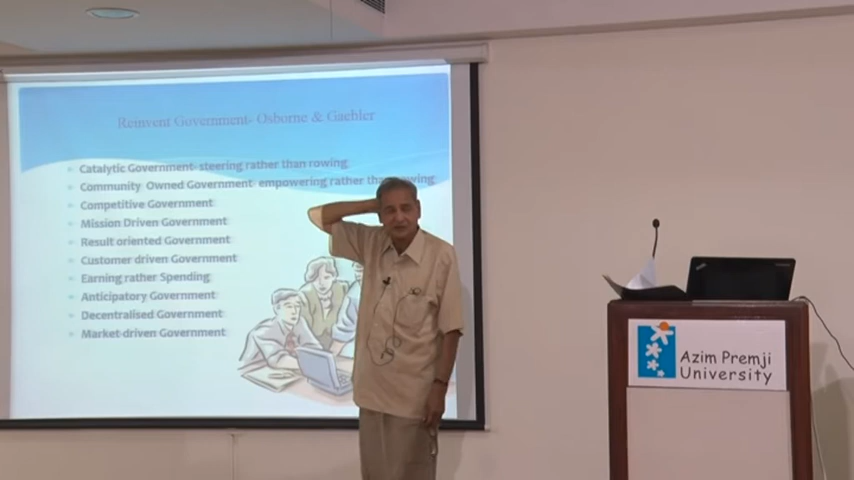 Reinvent Government- Osborne & Gaebler
Catalytic Government- steering rather than rowing
Community Owned Government empowering rather than rowing
Competitive Government
Mission Driven Government
Result oriented Government
Customer driven Government
Earning rather Spending
Anticipatory Government
Decentralised Government
Market driven Government
Azim Premji
University